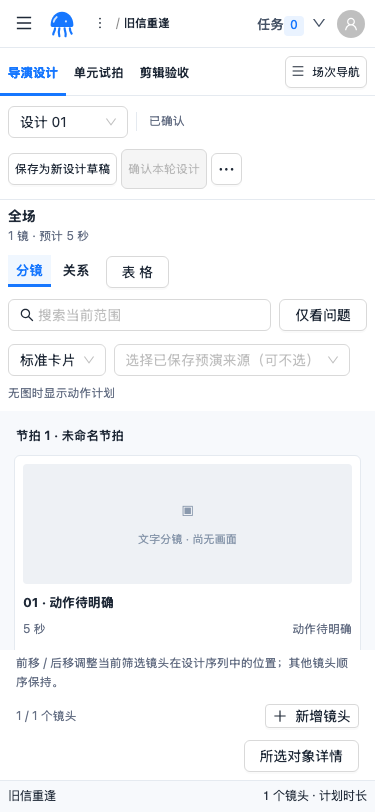 / 旧信重逢
任务 0
导演设计 单元试拍 剪辑验收
场次导航
设计 01
已确认
保存为新设计草稿 确认本轮设计 ···
全场
1 镜 · 预计 5 秒
分镜 关系 表 格
搜索当前范围
仅看问题
标准卡片
选择已保存预演来源（可不选）
无图时显示动作计划
节拍 1 · 未命名节拍
文字分镜 · 尚无画面
01 · 动作待明确
5 秒 动作待明确
前移 / 后移调整当前筛选镜头在设计序列中的位置；其他镜头顺
序保持。
1 / 1 个镜头
新增镜头
所选对象详情
旧信重逢
1 个镜头 · 计划时长